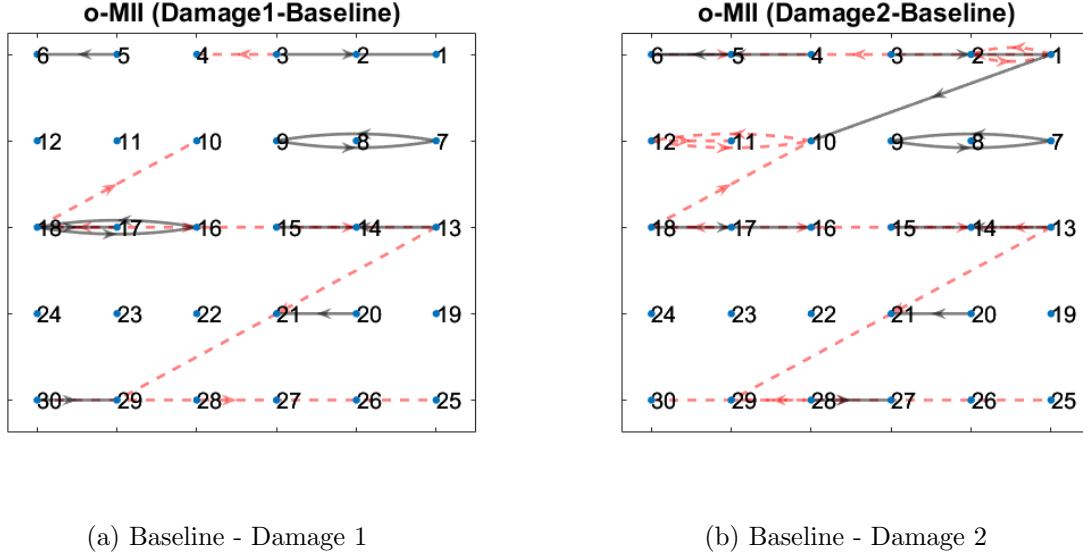 o-MII (Damage1-Baseline)
6 5 4 3 2 1
12 11 10 9 8 7
18 17 16 15 14 13
24 23 22 21 20 19
30 29 28 27 26 25
(a) Baseline - Damage 1
o-MII (Damage2-Baseline)
6 5 4 3 2 1
12 11 10 9 8 7
18 17 16 15 14 13
24 23 22 21 20 19
30 29 28 27 26 25
(b) Baseline - Damage 2